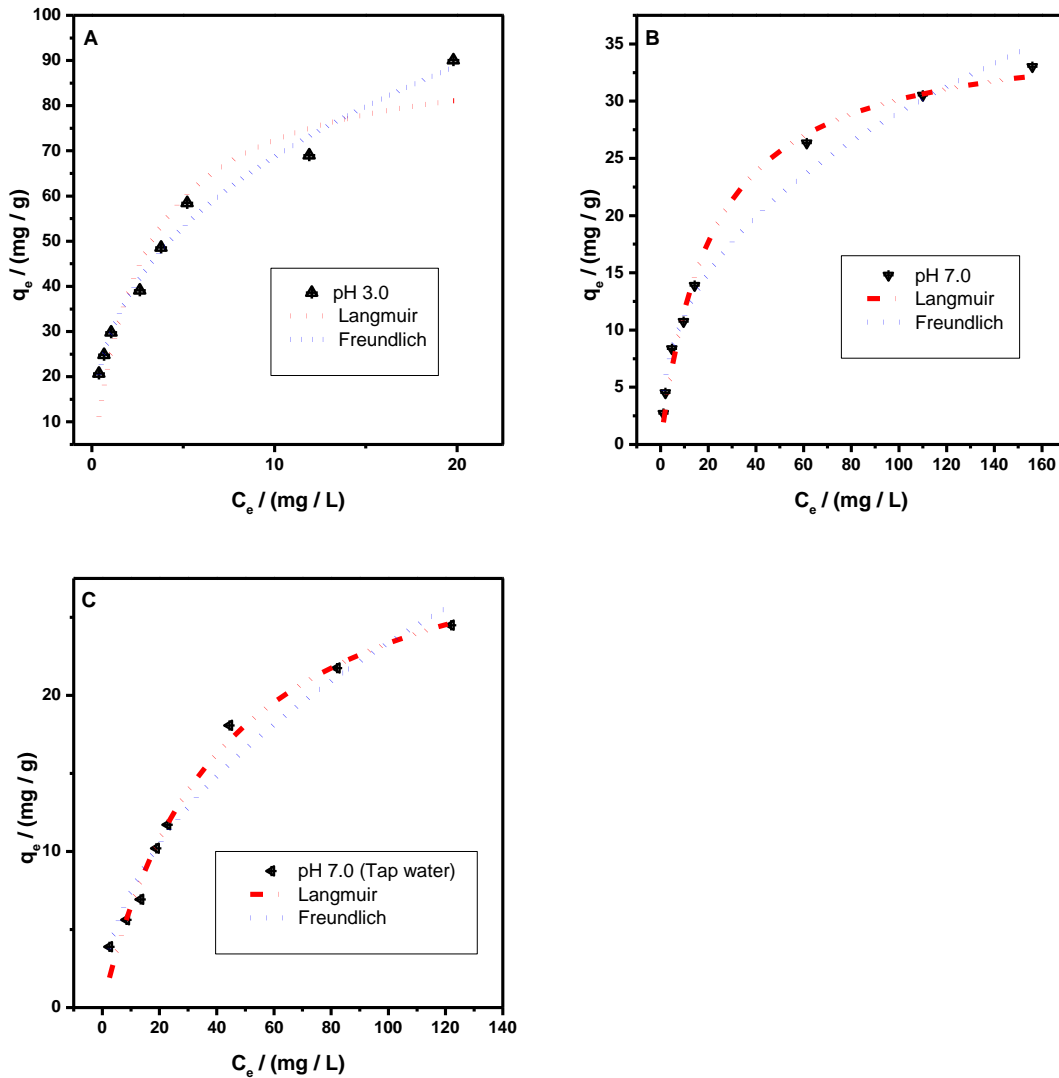 A
100
90
80
70
60
50
40
30
20
10
0
10
20
qe / (mg / g)
Ce / (mg / L)
pH 3.0
Langmuir
Freundlich
B
35
30
25
20
15
10
5
0
0
20
40
60
80
100
120
140
160
qe / (mg / g)
Ce / (mg / L)
pH 7.0
Langmuir
Freundlich
C
20
10
0
0
20
40
60
80
100
120
140
qe / (mg / g)
Ce / (mg / L)
pH 7.0 (Tap water)
Langmuir
Freundlich